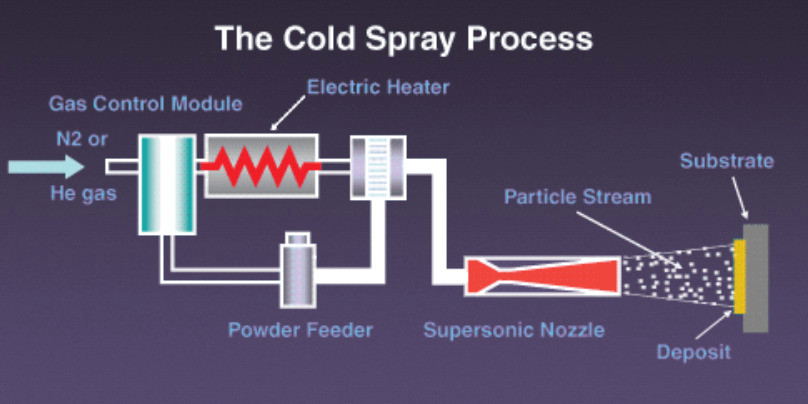 The Cold Spray Process
Electric Heater
Gas Control Module
N2 or
He gas
Substrate
Particle Stream
Powder Feeder
Supersonic Nozzle
Deposit